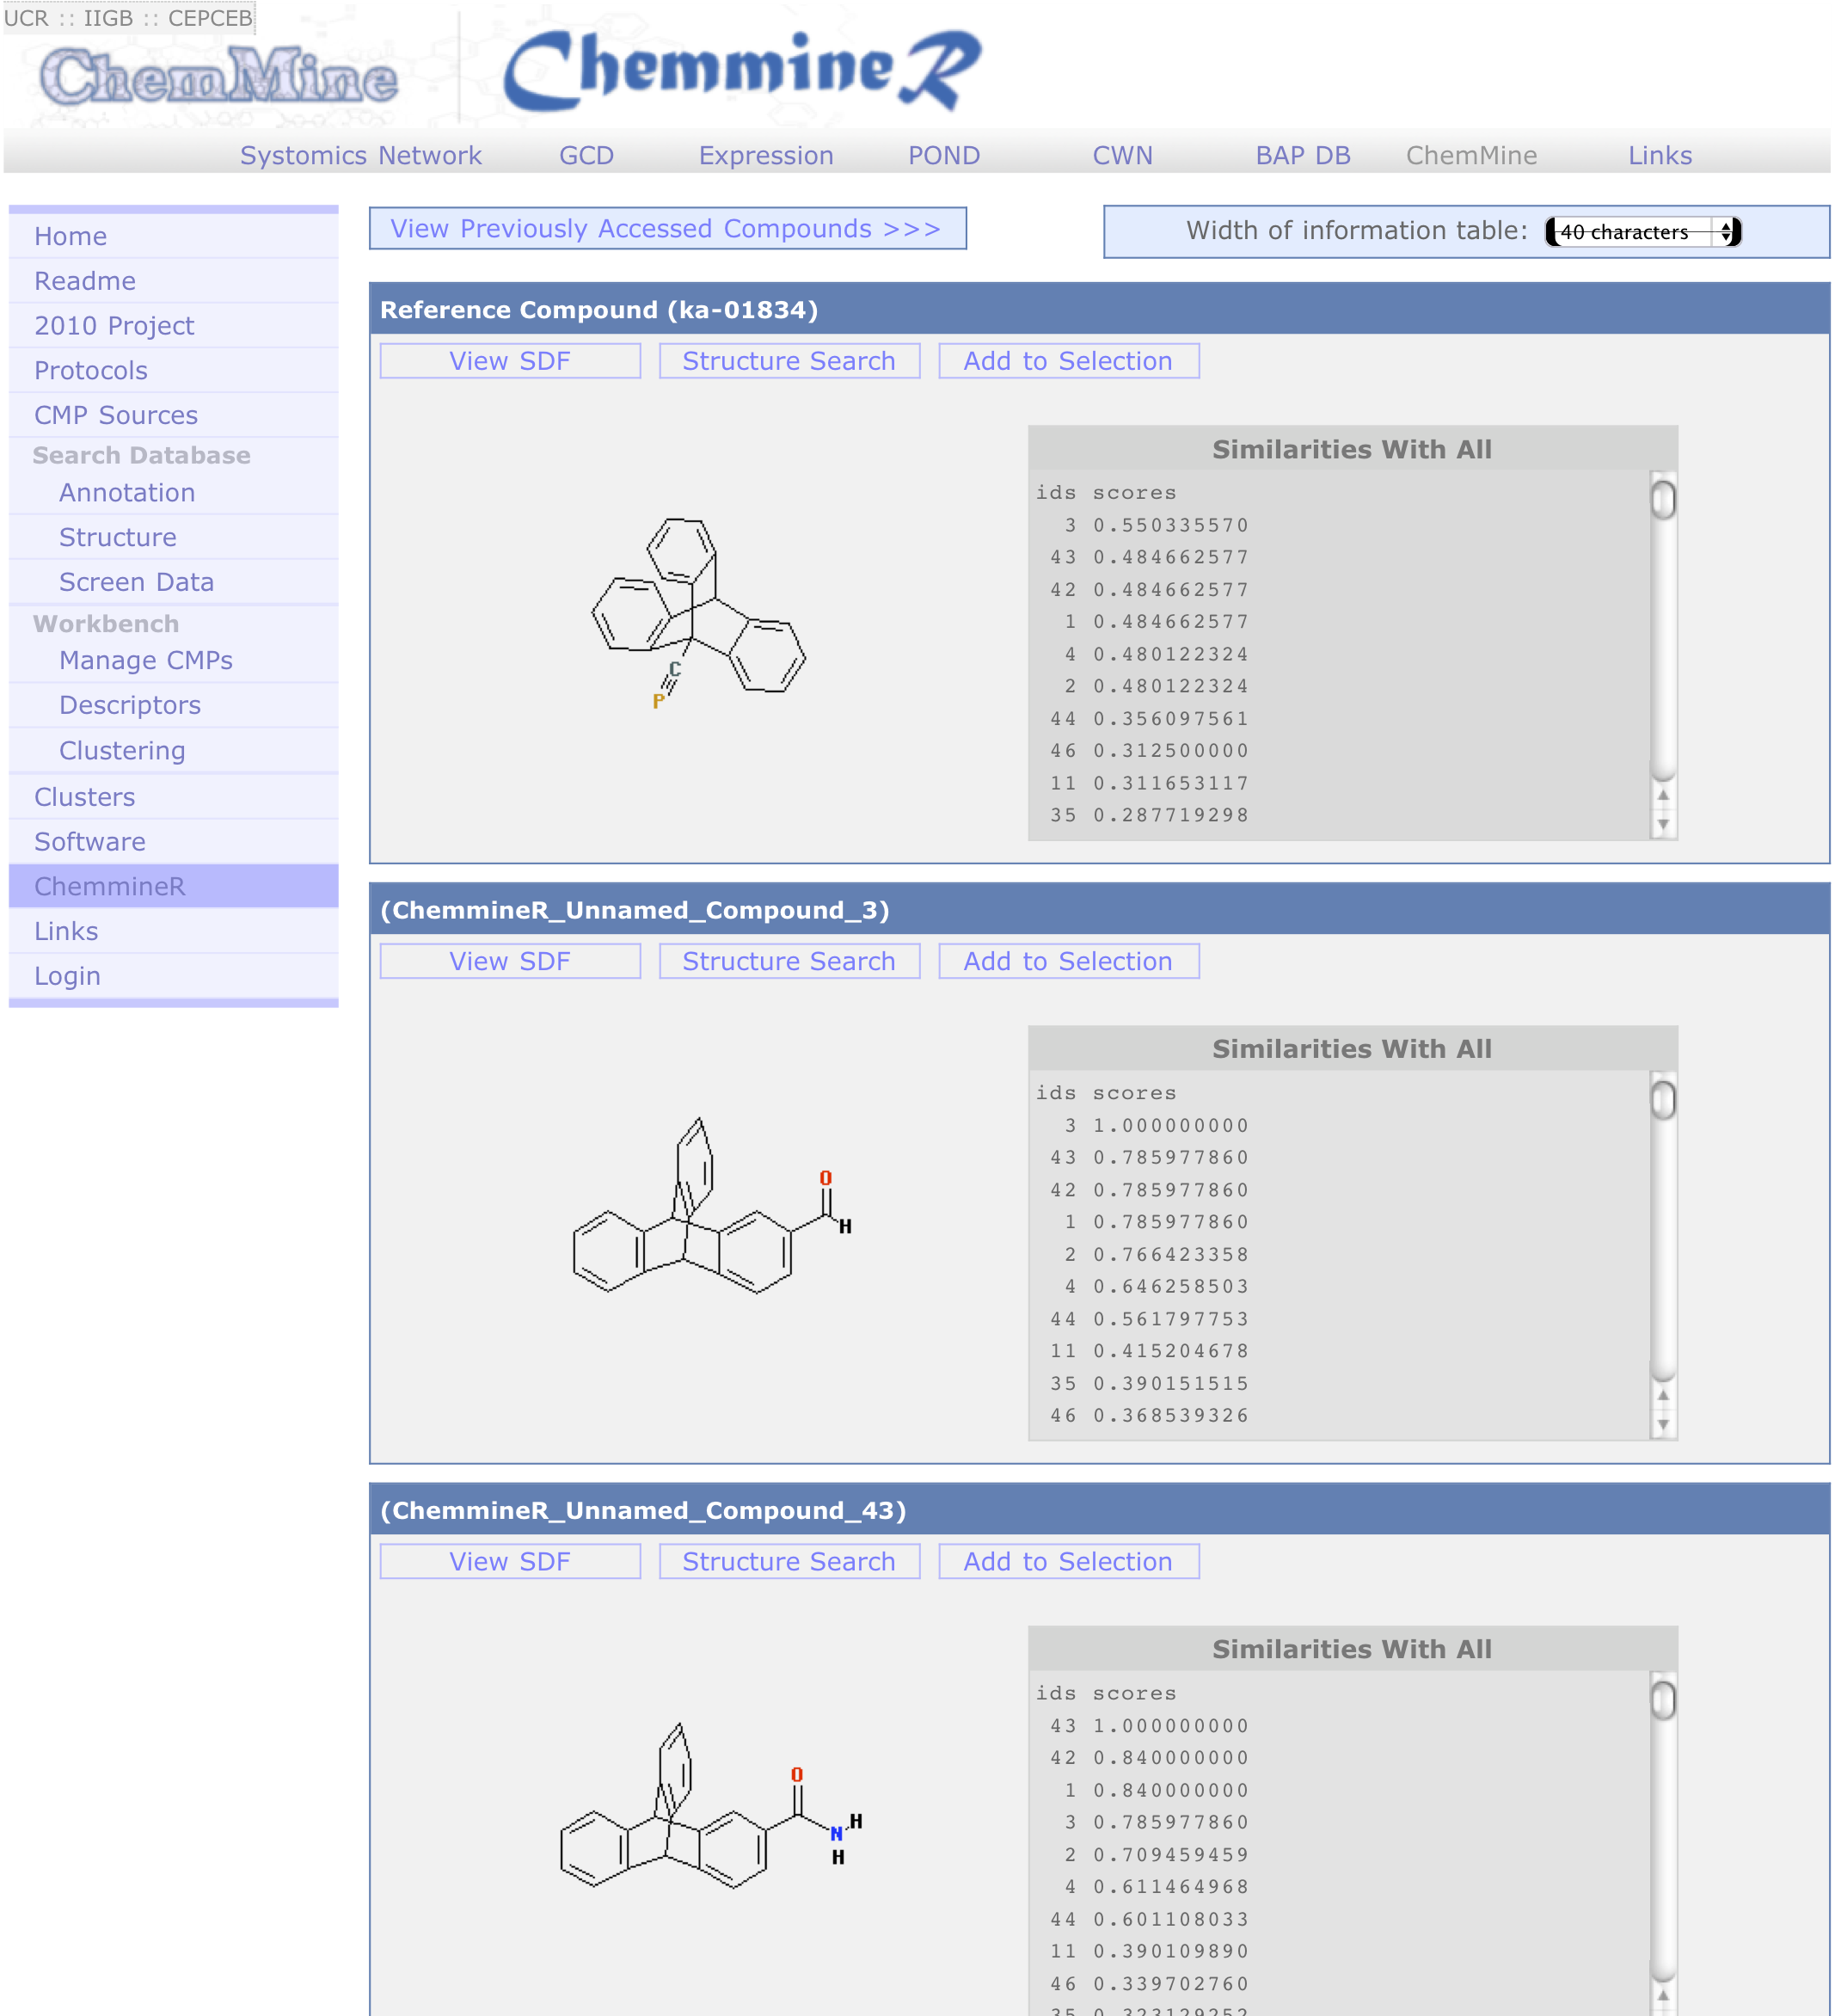 UCR :: IIGB :: CEPCEB
ChemMine
ChemmineR
Systomics Network GCD Expression POND CWN BAP DB ChemMine Links
Home
Readme
2010 Project
Protocols
CMP Sources
Search Database
Annotation
Structure
Screen Data
Workbench
Manage CMPs
Descriptors
Clustering
Clusters
Software
ChemmineR
Links
Login
View Previously Accessed Compounds >>>
Width of information table: 40 characters
Reference Compound (ka-01834)
View SDF Structure Search Add to Selection
C
P
Similarities With All
ids scores
3 0.550335570
43 0.484662577
42 0.484662577
1 0.484662577
4 0.480122324
2 0.480122324
44 0.356097561
46 0.312500000
11 0.311653117
35 0.287719298
(ChemmineR_Unnamed_Compound_3)
View SDF Structure Search Add to Selection
O
H
Similarities With All
ids scores
3 1.000000000
43 0.785977860
42 0.785977860
1 0.785977860
2 0.766423358
4 0.646258503
44 0.561797753
11 0.415204678
35 0.390151515
46 0.368539326
(ChemmineR_Unnamed_Compound_43)
View SDF Structure Search Add to Selection
O
H
N
H
Similarities With All
ids scores
43 1.000000000
42 0.840000000
1 0.840000000
3 0.785977860
2 0.709459459
4 0.611464968
44 0.601108033
11 0.390109890
46 0.339702760
35 0.323129252